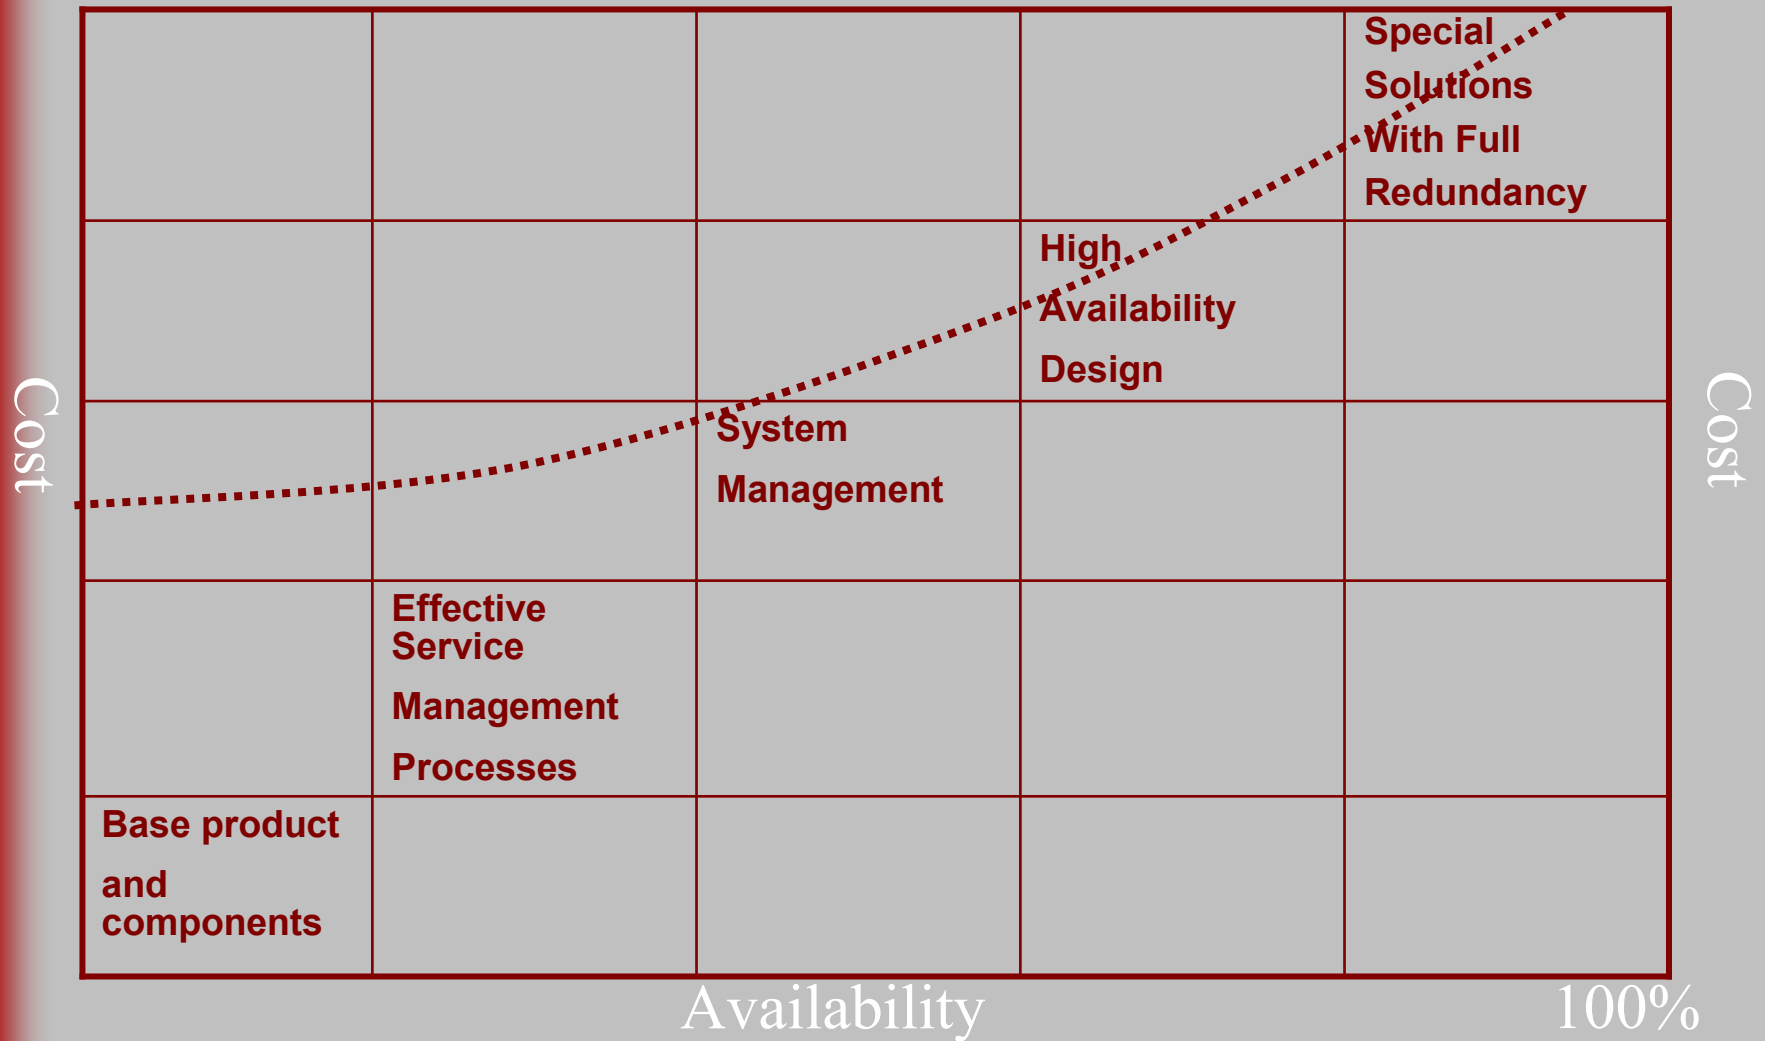 Special
Solutions
With Full
Redundancy
High
Availability
Design
Cost
Cost
System
Management
Effective
Service
Management
Processes
Base product
and
components
Availability
100%